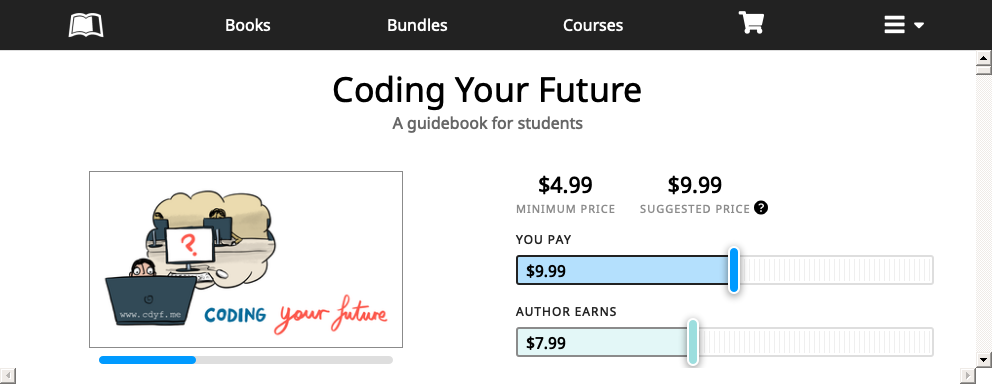 Books Bundles Courses
Coding Your Future
A guidebook for students
?
www.cdyf.me
CODING your future
$4.99 $9.99
MINIMUM PRICE SUGGESTED PRICE ?
YOU PAY
$9.99
AUTHOR EARNS
$7.99